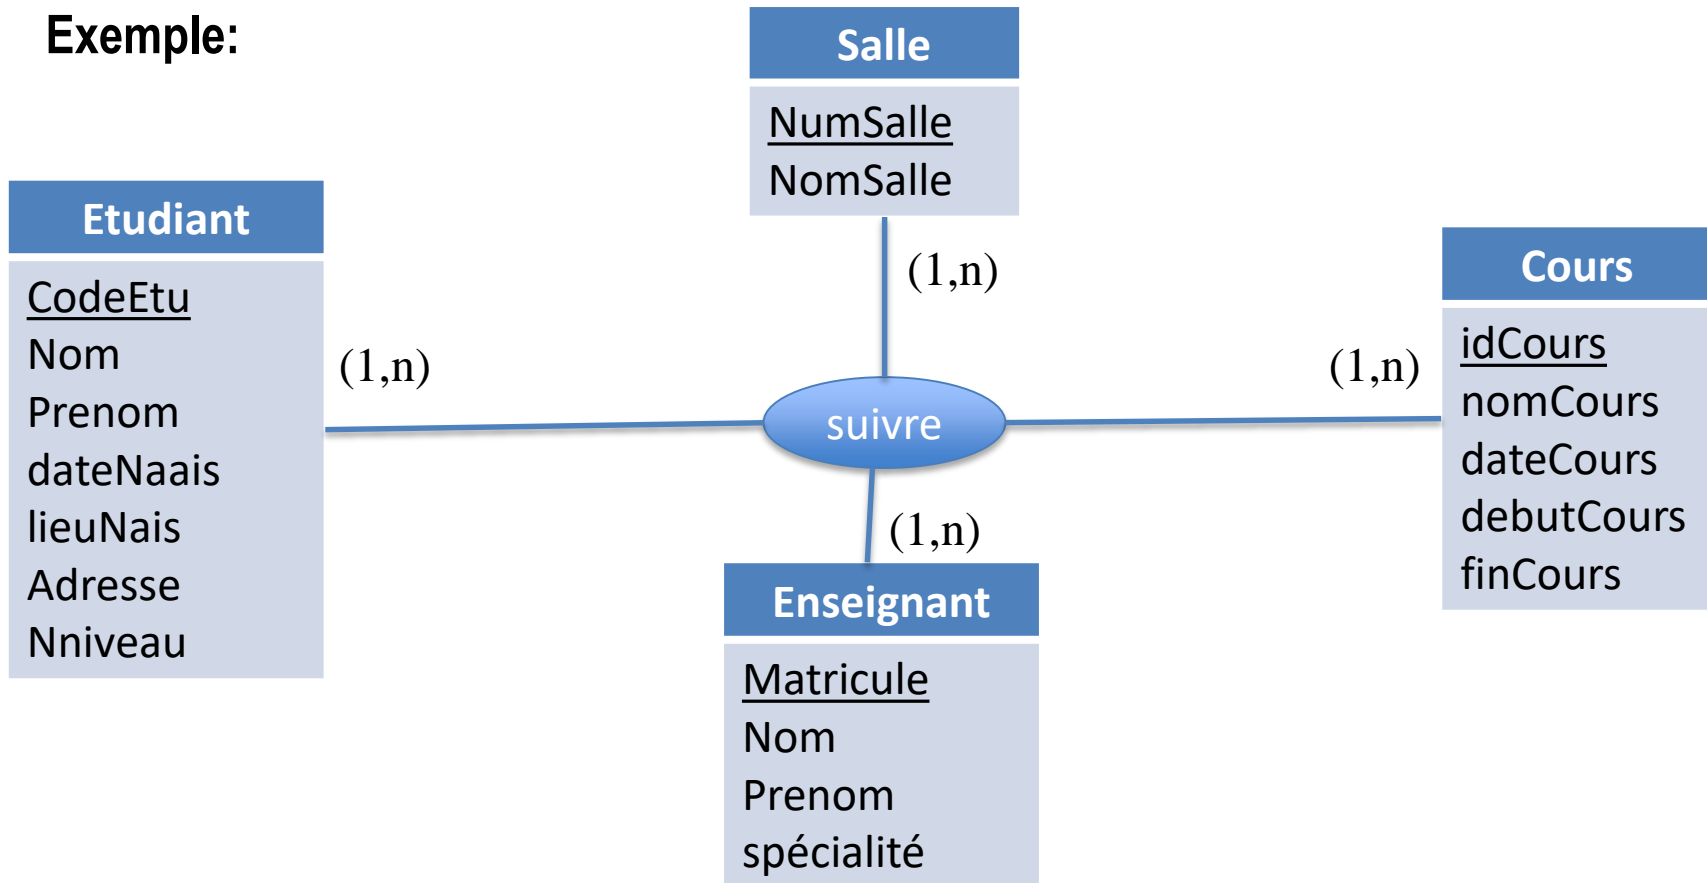 Exemple:
Salle
NumSalle
NomSalle
(1,n)
Etudiant
CodeEtu
Nom
Prenom
dateNaais
lieuNais
Adresse
Nniveau
(1,n)
suivre
(1,n)
Cours
idCours
nomCours
dateCours
debutCours
finCours
(1,n)
Enseignant
Matricule
Nom
Prenom
spécialité